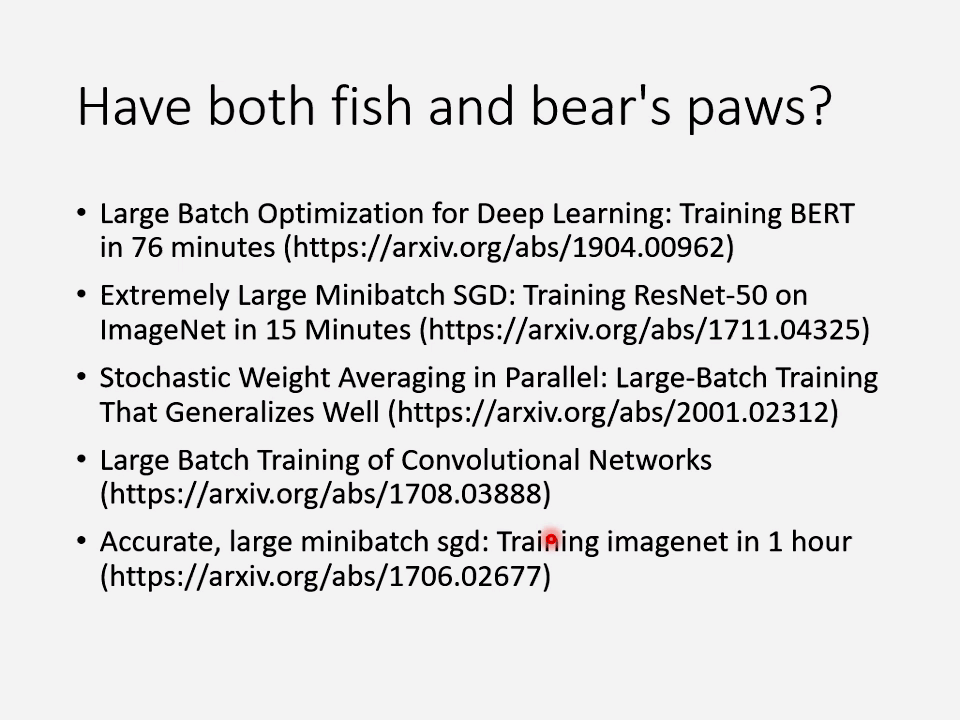 Have both fish and bear's paws?
• Large Batch Optimization for Deep Learning: Training BERT
in 76 minutes (https://arxiv.org/abs/1904.00962)
• Extremely Large Minibatch SGD: Training ResNet-50 on
ImageNet in 15 Minutes (https://arxiv.org/abs/1711.04325)
• Stochastic Weight Averaging in Parallel: Large-Batch Training
That Generalizes Well (https://arxiv.org/abs/2001.02312)
• Large Batch Training of Convolutional Networks
(https://arxiv.org/abs/1708.03888)
• Accurate, large minibatch sgd: Training imagenet in 1 hour
(https://arxiv.org/abs/1706.02677)